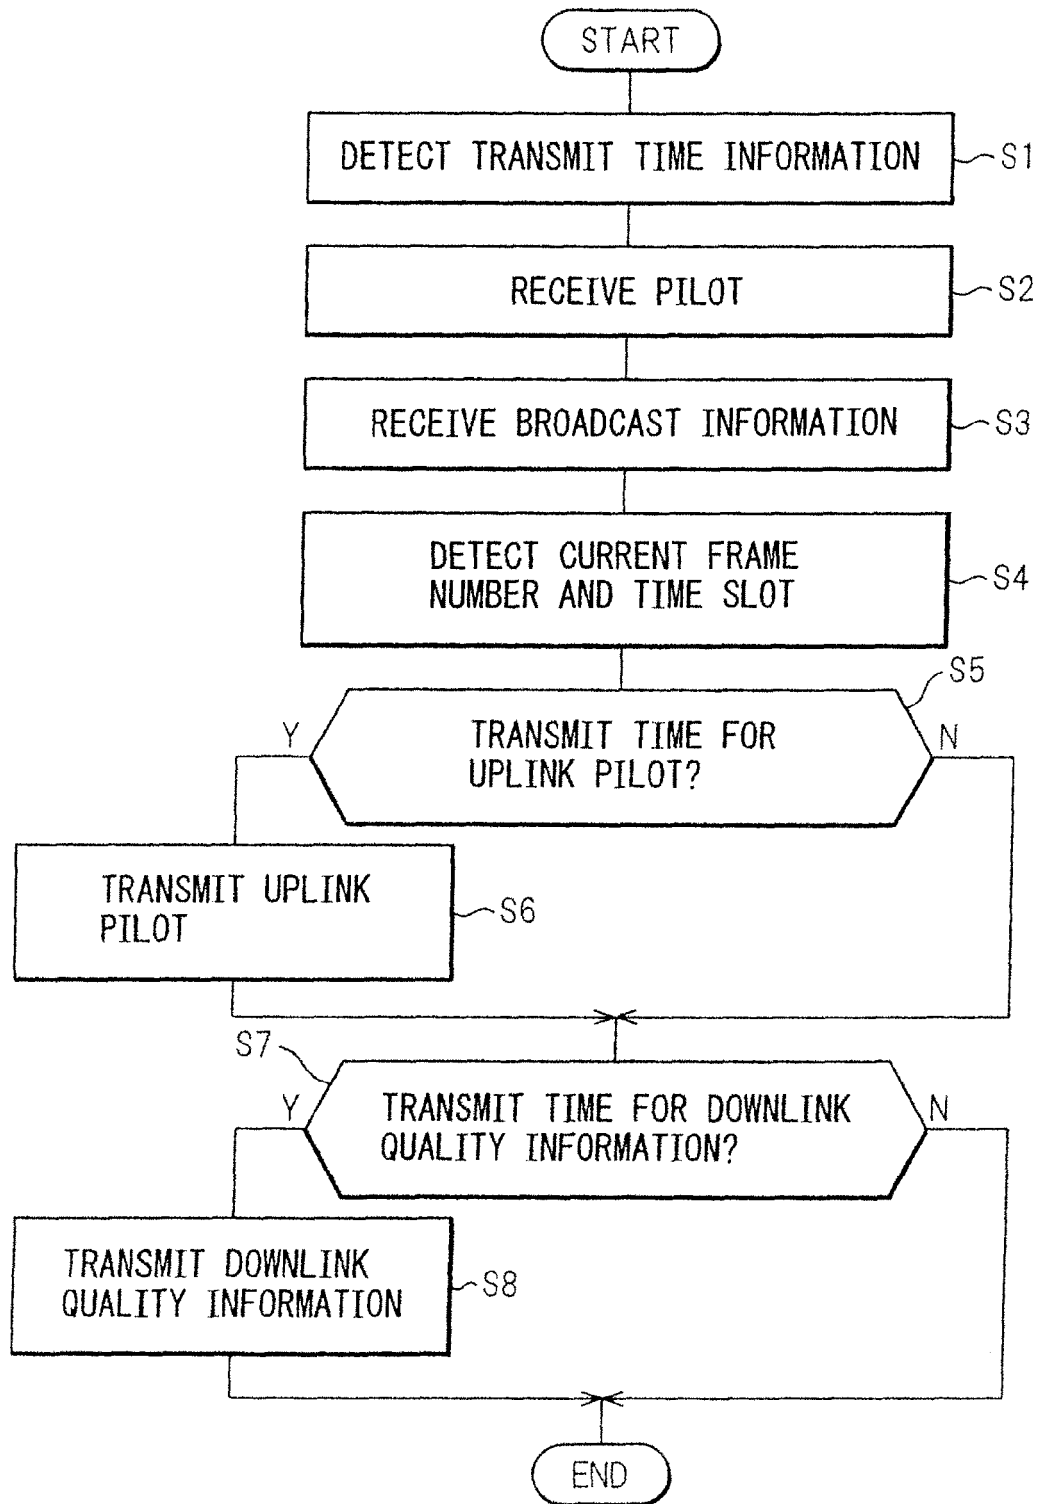 START
DETECT TRANSMIT TIME INFORMATION
S1
RECEIVE PILOT
S2
RECEIVE BROADCAST INFORMATION
S3
DETECT CURRENT FRAME
NUMBER AND TIME SLOT
S4
S5
Y
TRANSMIT TIME FOR
UPLINK PILOT?
N
TRANSMIT UPLINK
PILOT
S6
S7
Y
TRANSMIT TIME FOR DOWNLINK
QUALITY INFORMATION?
N
TRANSMIT DOWNLINK
QUALITY INFORMATION
S8
END